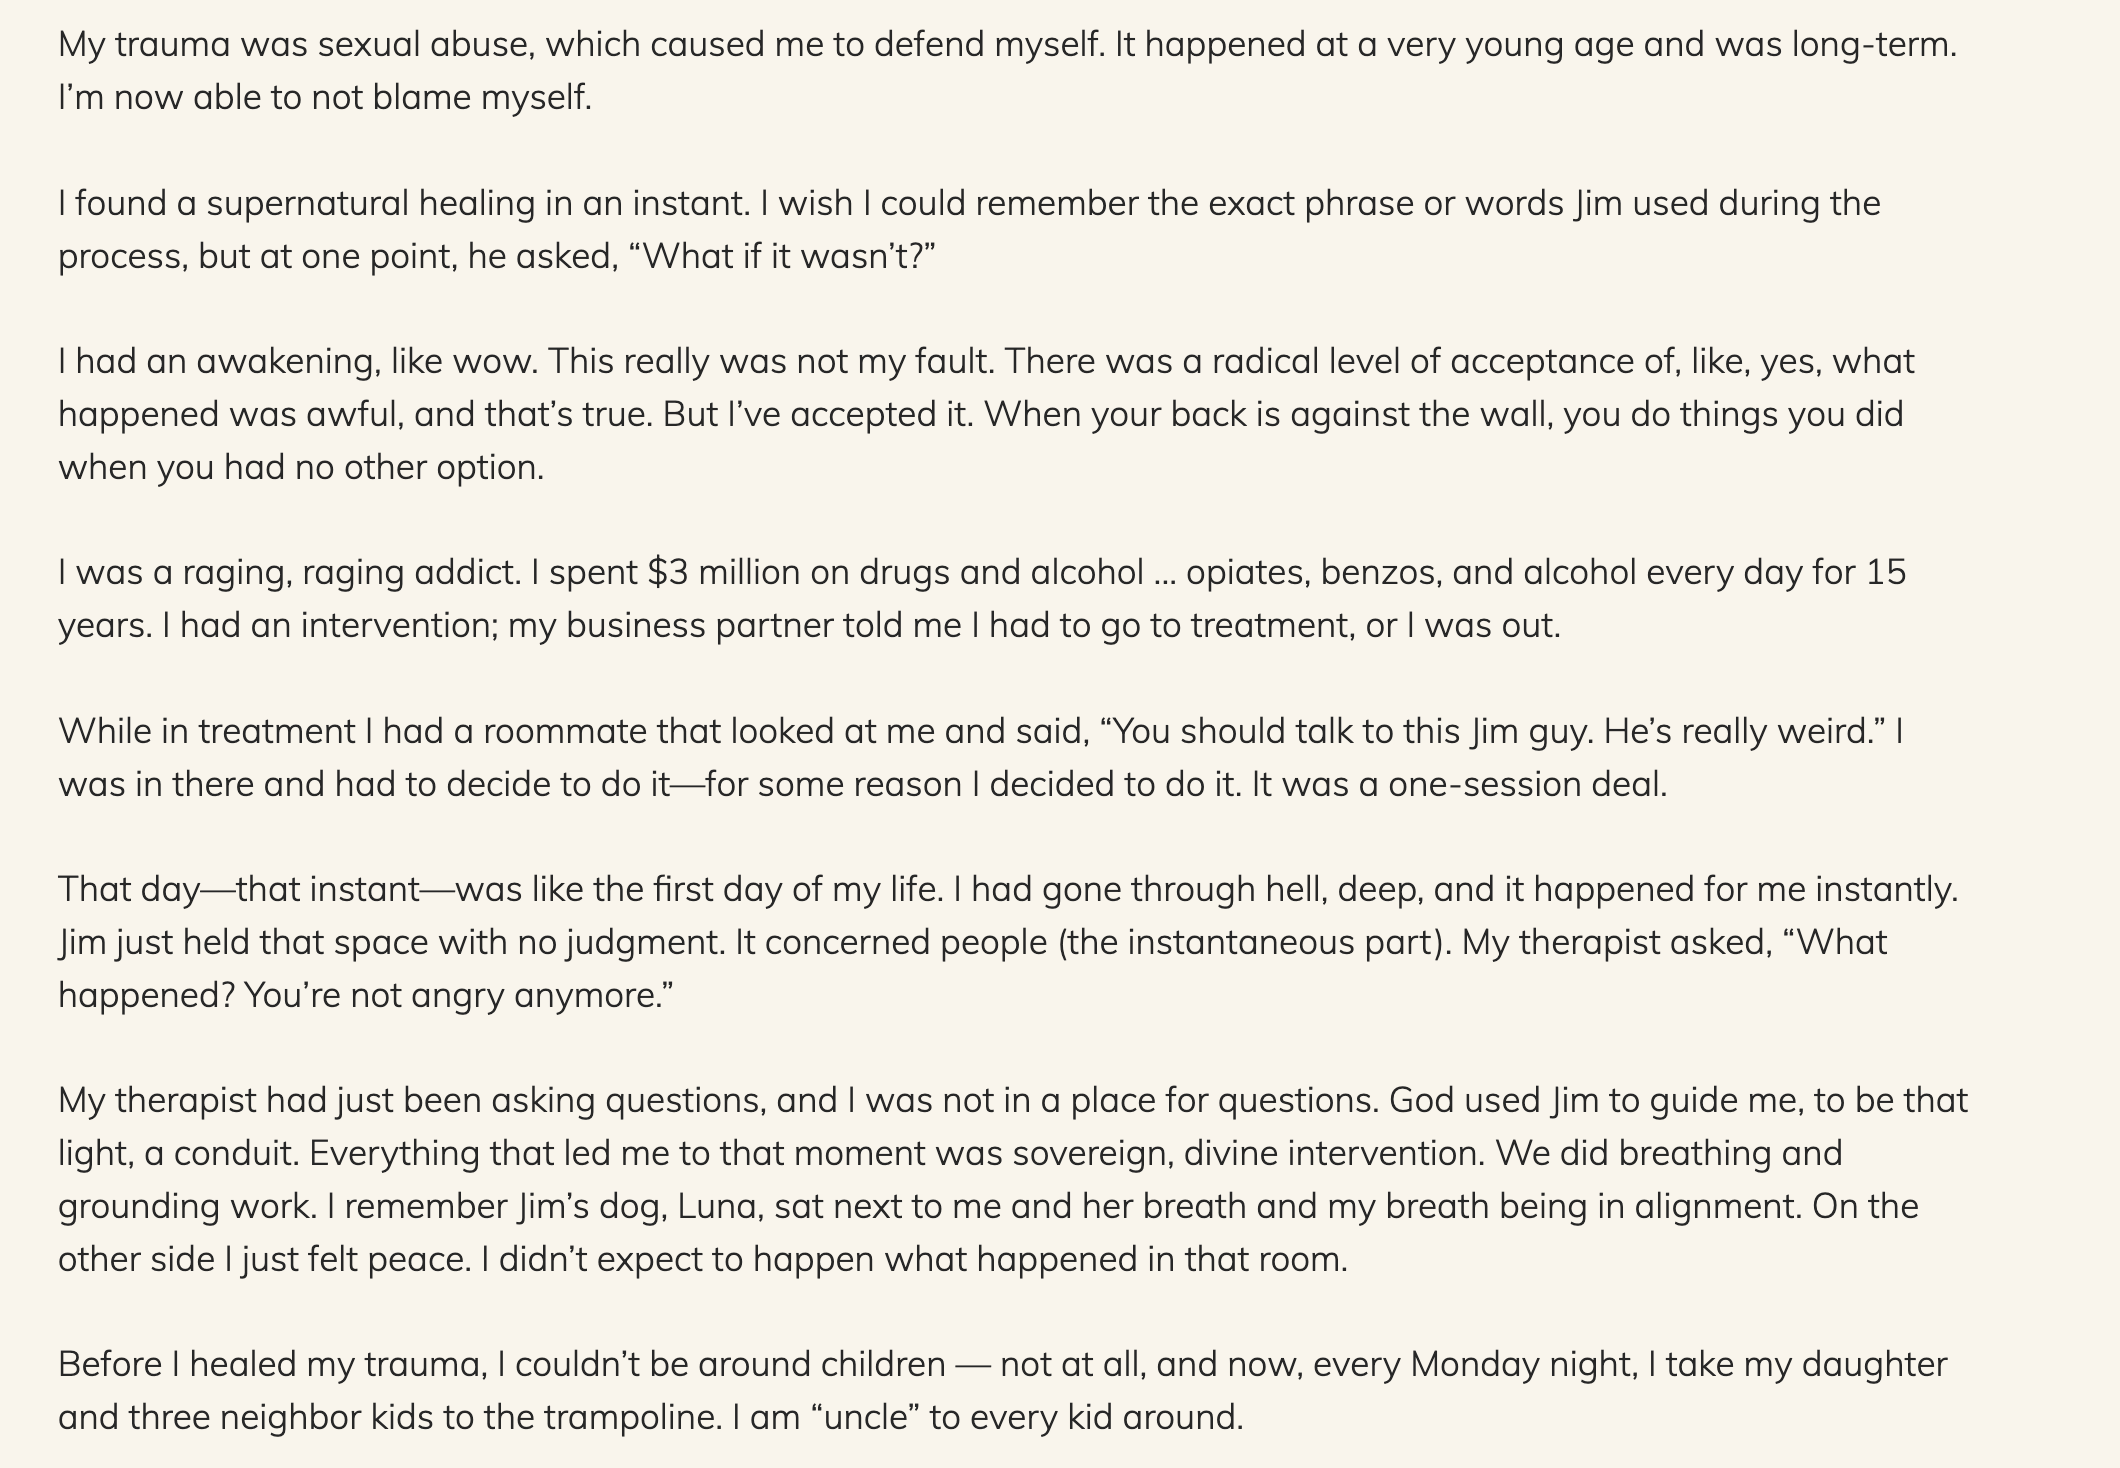 My trauma was sexual abuse, which caused me to defend myself. It happened at a very young age and was long-term.
I’m now able to not blame myself.
I found a supernatural healing in an instant. I wish I could remember the exact phrase or words Jim used during the
process, but at one point, he asked, “What if it wasn’t?”
I had an awakening, like wow. This really was not my fault. There was a radical level of acceptance of, like, yes, what
happened was awful, and that’s true. But I’ve accepted it. When your back is against the wall, you do things you did
when you had no other option.
I was a raging, raging addict. I spent $3 million on drugs and alcohol ... opiates, benzos, and alcohol every day for 15
years. I had an intervention; my business partner told me I had to go to treatment, or I was out.
While in treatment I had a roommate that looked at me and said, “You should talk to this Jim guy. He’s really weird.” I
was in there and had to decide to do it—for some reason I decided to do it. It was a one-session deal.
That day—that instant—was like the first day of my life. I had gone through hell, deep, and it happened for me instantly.
Jim just held that space with no judgment. It concerned people (the instantaneous part). My therapist asked, “What
happened? You’re not angry anymore.”
My therapist had just been asking questions, and I was not in a place for questions. God used Jim to guide me, to be that
light, a conduit. Everything that led me to that moment was sovereign, divine intervention. We did breathing and
grounding work. I remember Jim’s dog, Luna, sat next to me and her breath and my breath being in alignment. On the
other side I just felt peace. I didn’t expect to happen what happened in that room.
Before I healed my trauma, I couldn’t be around children — not at all, and now, every Monday night, I take my daughter
and three neighbor kids to the trampoline. I am “uncle” to every kid around.